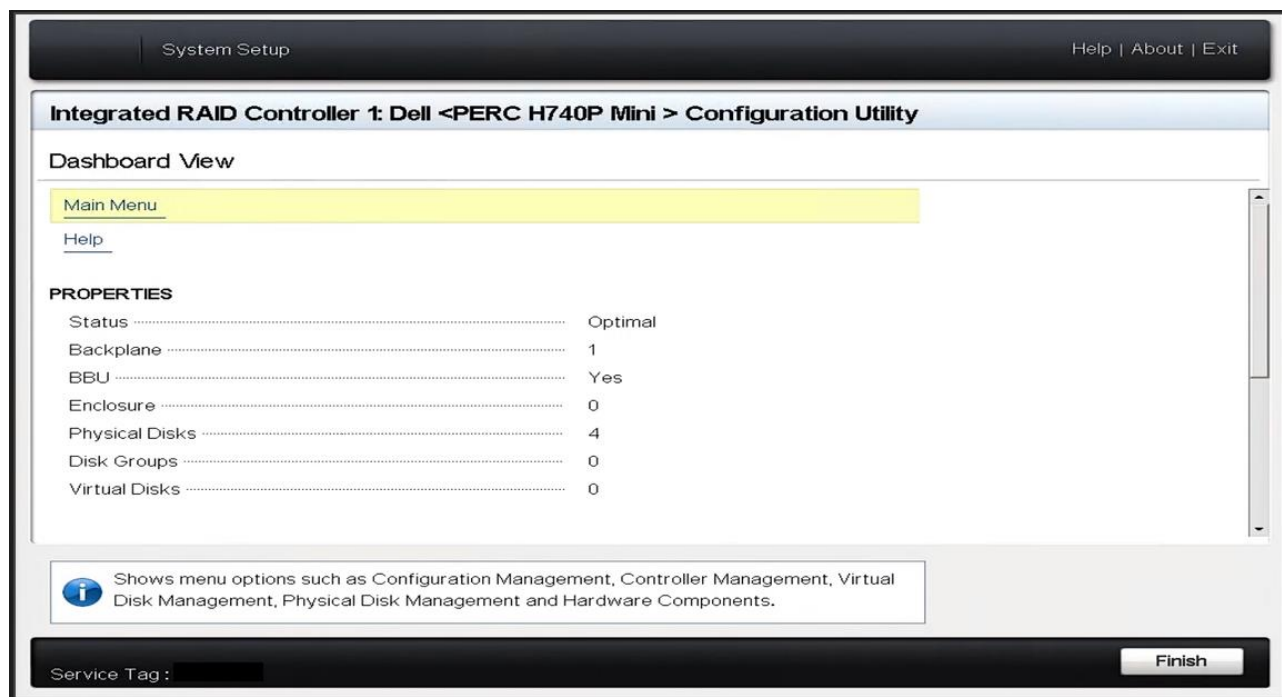 System Setup
Help | About | Exit
Integrated RAID Controller 1: Dell <PERC H740P Mini > Configuration Utility
Dashboard View
Main Menu
Help
PROPERTIES
Status Optimal
Backplane 1
BBU Yes
Enclosure 0
Physical Disks 4
Disk Groups 0
Virtual Disks 0
Shows menu options such as Configuration Management, Controller Management, Virtual
Disk Management, Physical Disk Management and Hardware Components.
Service Tag :
Finish